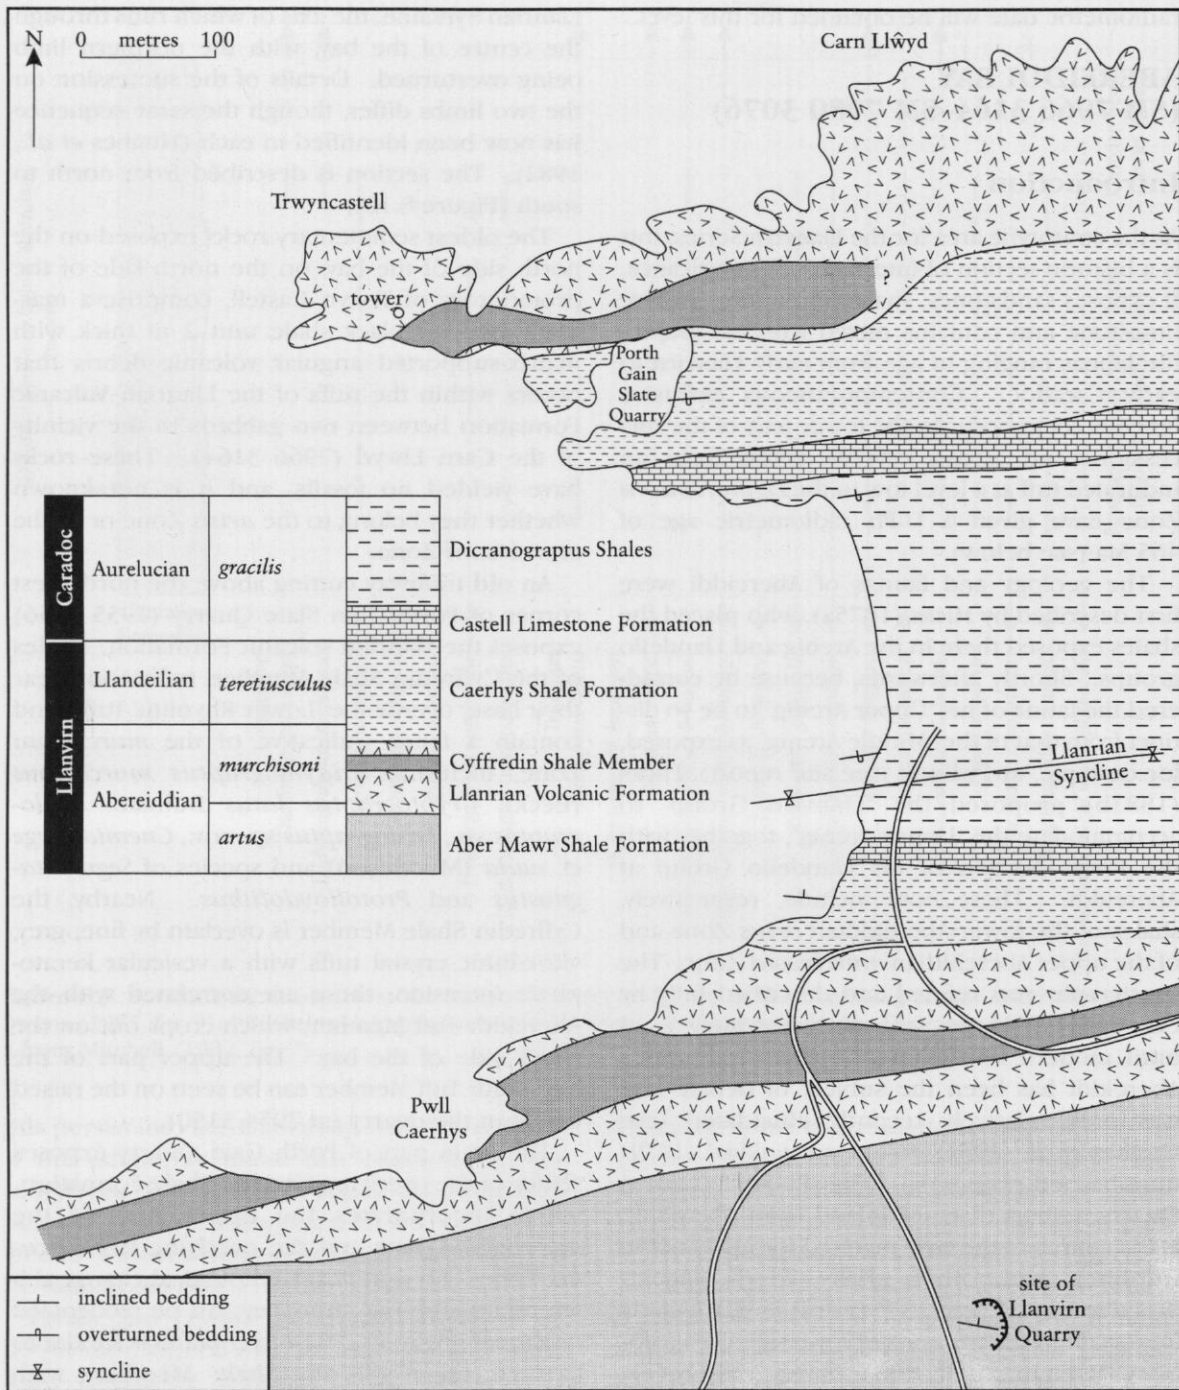 N
0 metres 100
Carn Llŵyd
Trwyncastell
tower
Porth
Gain
Slate
Quarry
Caradoc
Aurelucian
gracilis
Dicranograptus Shales
Castell Limestone Formation
Llanvirn
Llandeilian
teretiusculus
Caerhys Shale Formation
murchisoni
Cyffredin Shale Member
Abereiddian
Llanrian Volcanic Formation
artus
Aber Mawr Shale Formation
Llanrian
Syncline
Pwll
Caerhys
inclined bedding
overturned bedding
syncline
site of
Llanvirn
Quarry